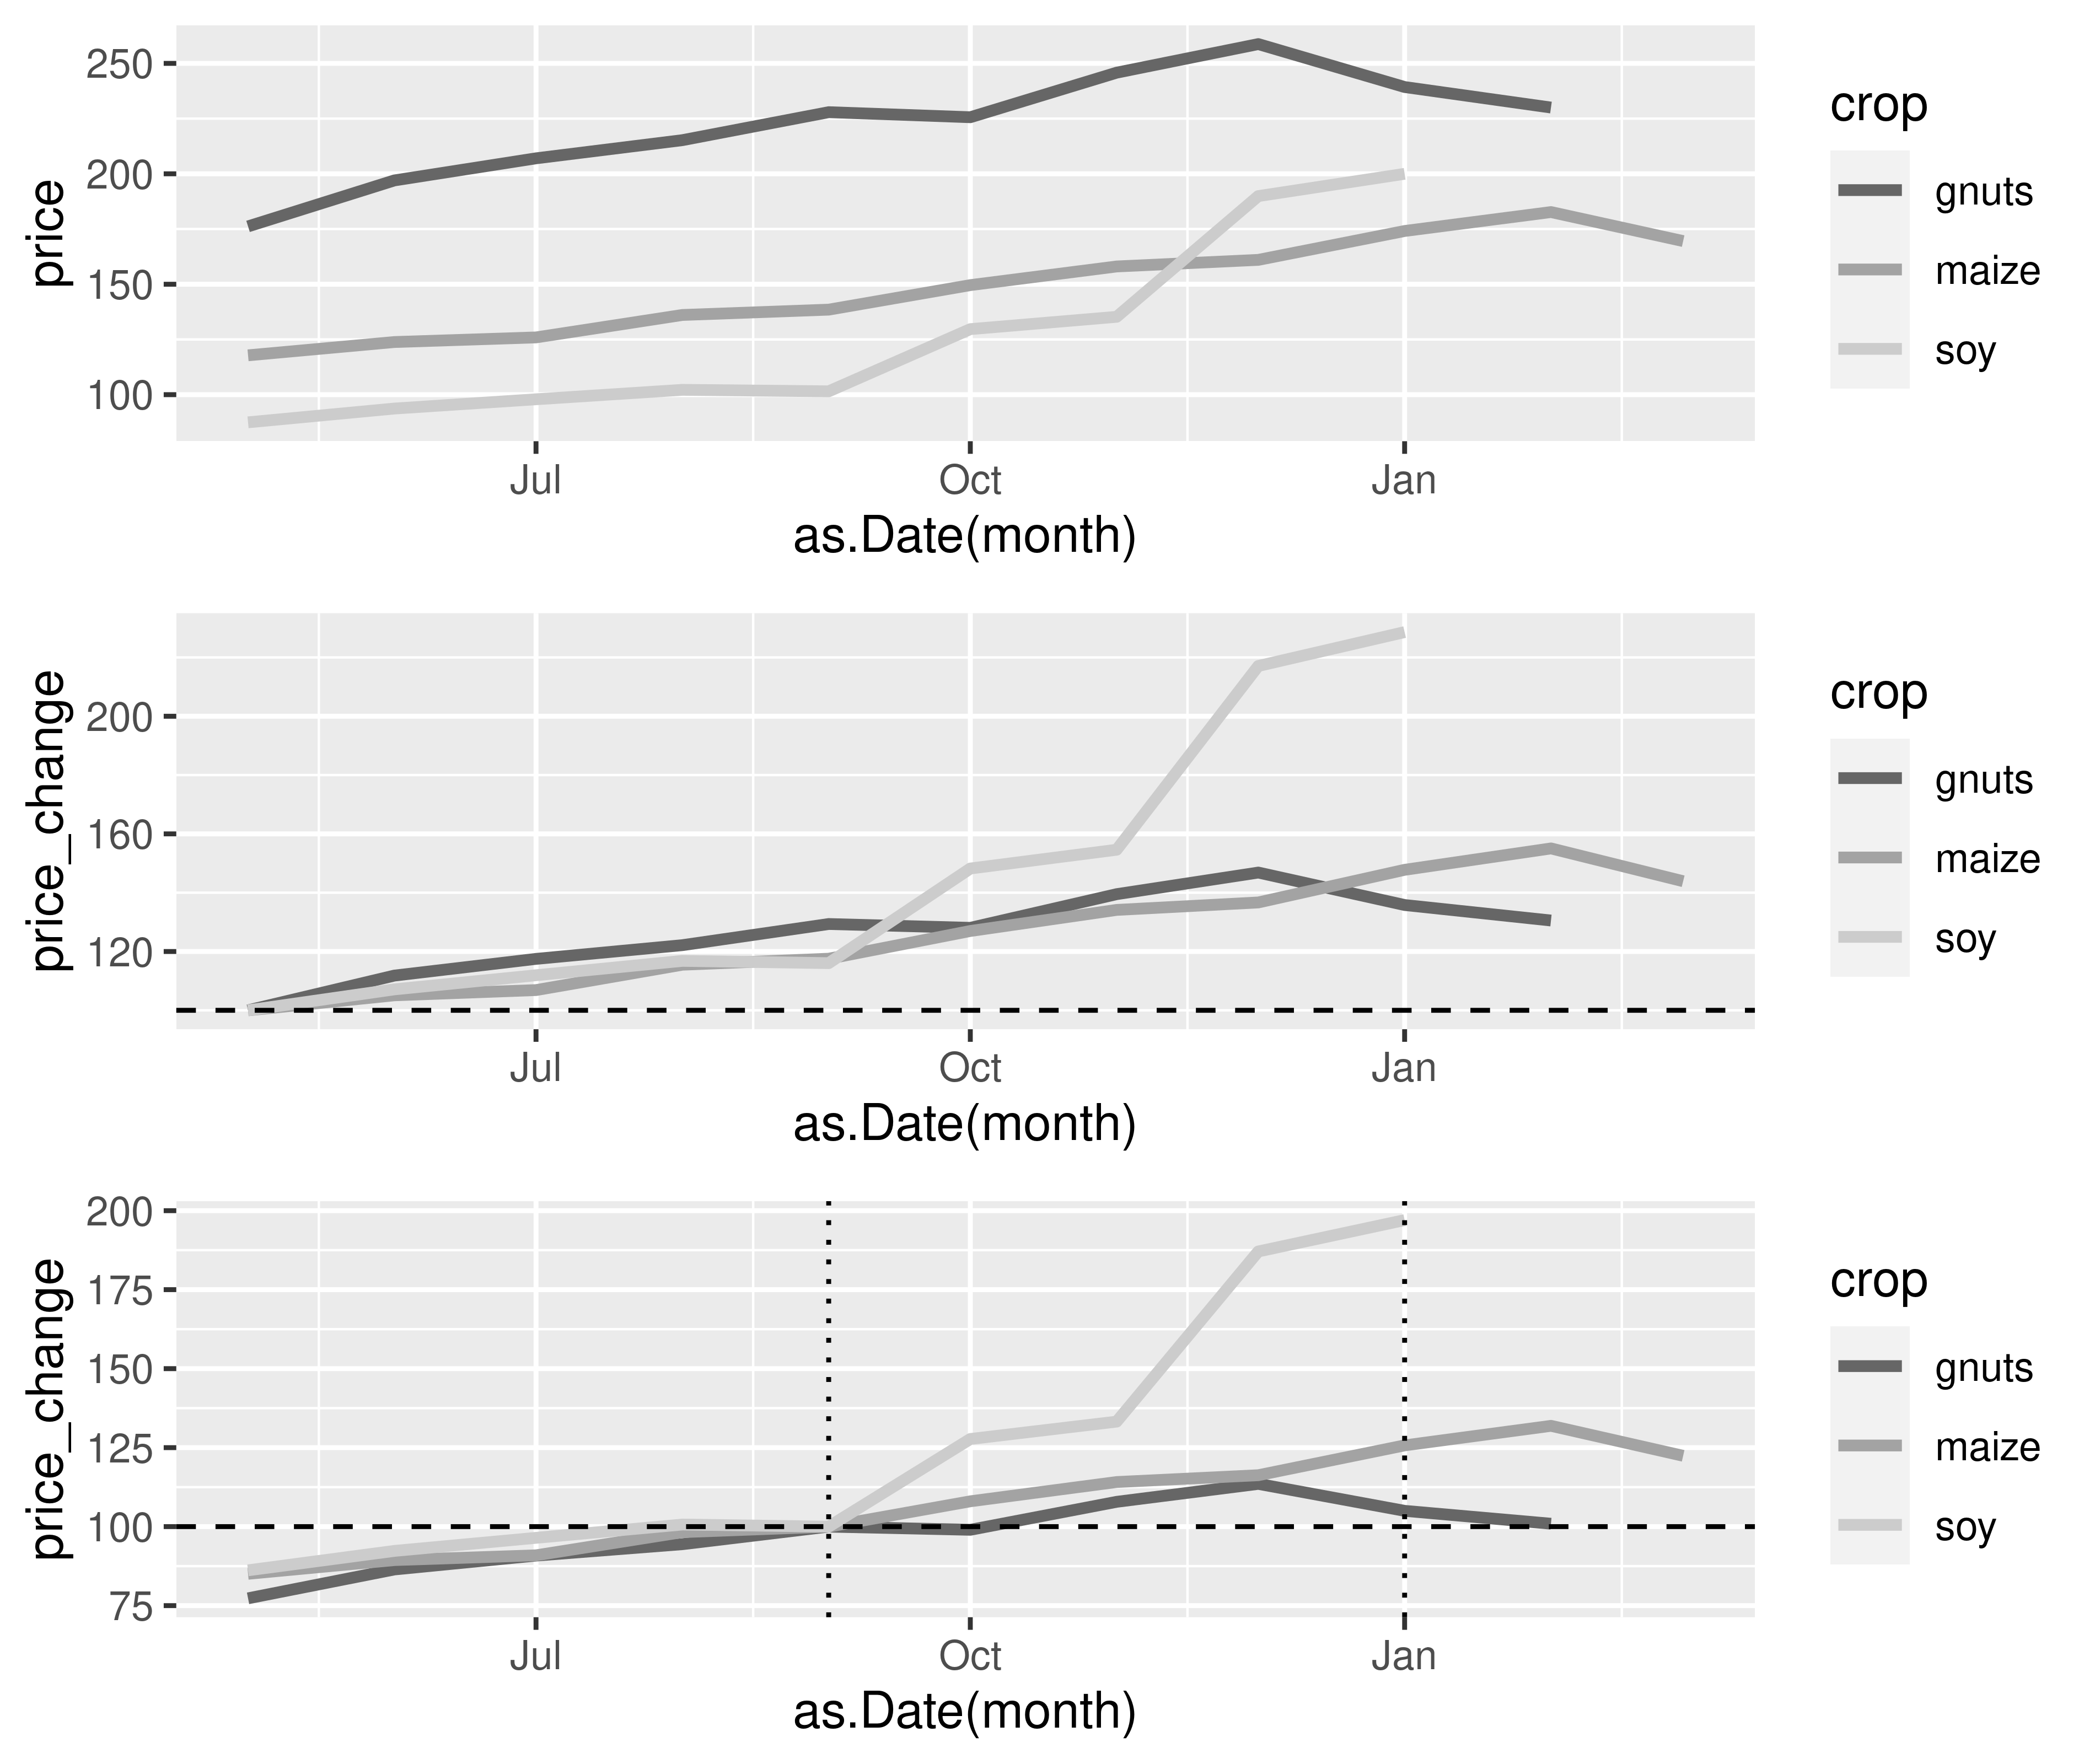 250
200
150
100
price
Jul Oct Jan
as.Date(month)
crop
gnuts
maize
soy
200
160
120
price_change
Jul Oct Jan
as.Date(month)
crop
gnuts
maize
soy
200
175
150
125
100
75
price_change
Jul Oct Jan
as.Date(month)
crop
gnuts
maize
soy